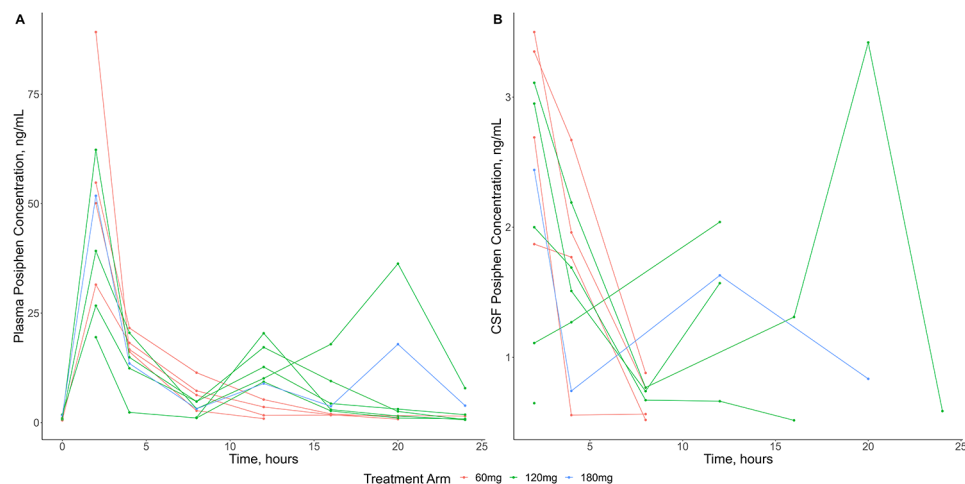 A
B
Plasma Posiphen Concentration, ng/mL
75
50
25
0
0
5
10
15
20
25
Time, hours
CSF Posiphen Concentration, ng/mL
3
2
1
5
10
15
20
25
Time, hours
Treatment Arm 60mg 120mg 180mg